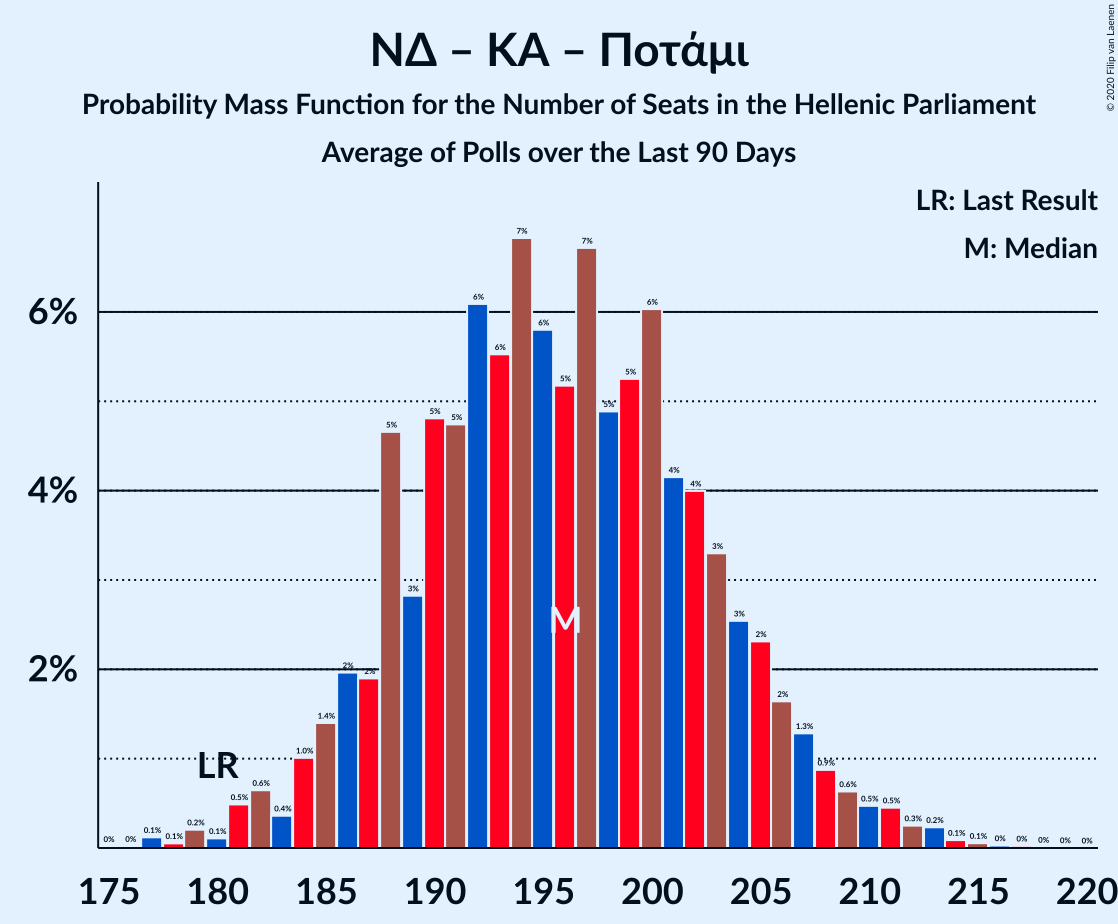 ΝΔ – ΚΑ – Ποτάμι
Probability Mass Function for the Number of Seats in the Hellenic Parliament
Average of Polls over the Last 90 Days
© 2020 Filip van Laenen
LR: Last Result
M: Median
6%
4%
2%
0% 0% 0.1% 0.1% 0.2% 0.1% 0.5% 0.6% 0.4% 1.0% 1.4% 2% 2% 5% 3% 5% 5% 6% 6% 7% 6% 5% 7% 5% 5% 6% 4% 4% 3% 3% 2% 2% 1.3% 0.9% 0.6% 0.5% 0.5% 0.3% 0.2% 0.1% 0.1% 0% 0% 0% 0% 0%
LR
M
175 180 185 190 195 200 205 210 215 220